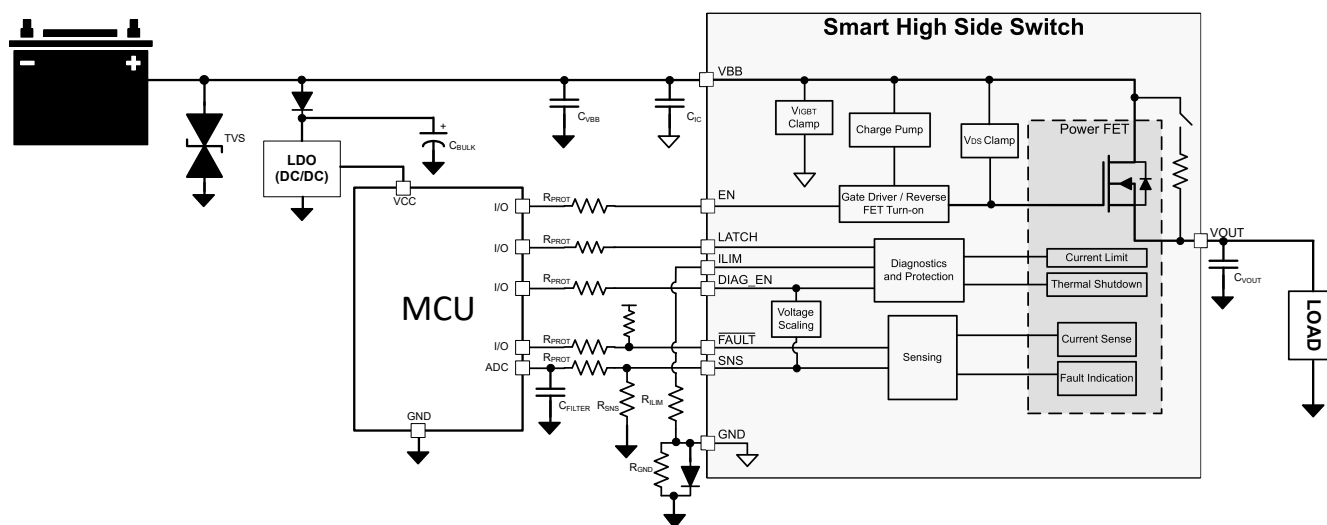 Smart High Side Switch
− +
VBB
TVS
CVBB
CIC
+
CBULK
LDO
(DC/DC)
VIGBT
Clamp
Charge Pump
VDS Clamp
Power FET
VCC
I/O
RPROT
EN
Gate Driver / Reverse
FET Turn-on
I/O
RPROT
LATCH
ILIM
VOUT
Diagnostics
and Protection
Current Limit
CVOUT
I/O
RPROT
DIAG_EN
Thermal Shutdown
MCU
Voltage
Scaling
LOAD
I/O
RPROT
FAULT
Current Sense
Sensing
ADC
RPROT
SNS
Fault Indication
CFILTER
RSNS
RILIM
GND
GND
RGND